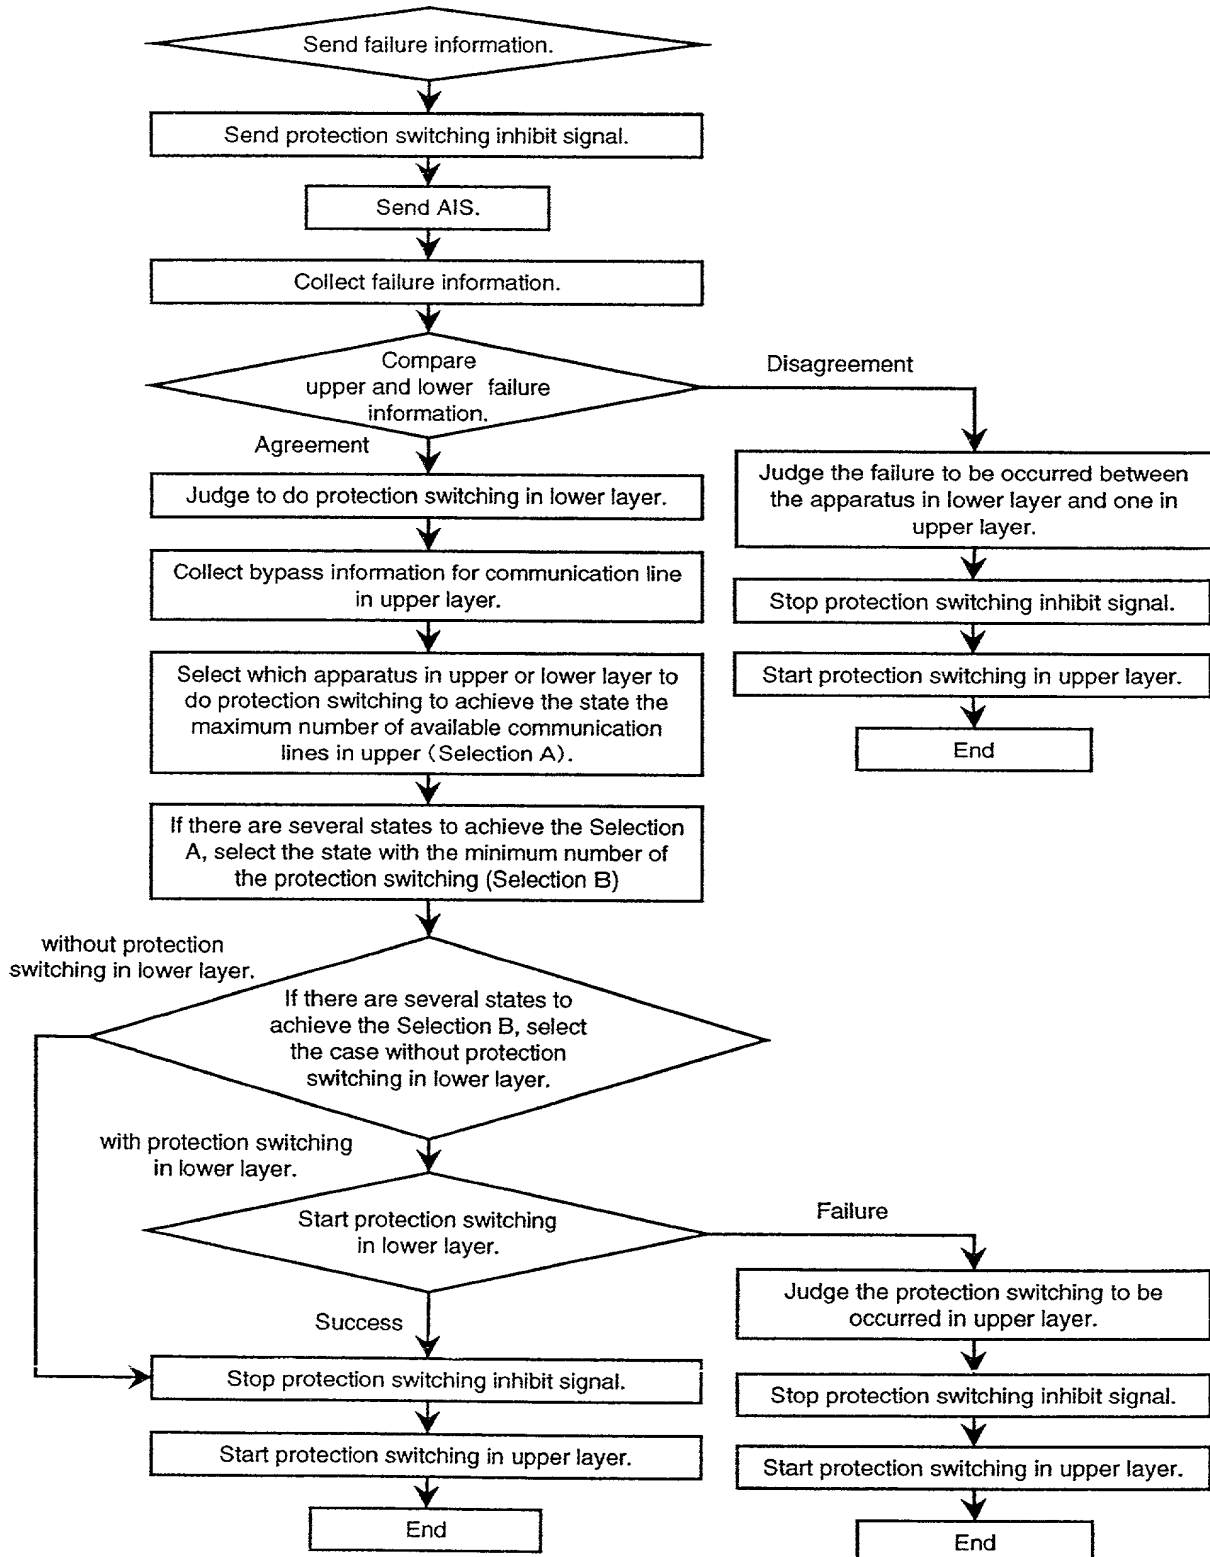 Send failure information.
Send protection switching inhibit signal.
Send AIS.
Collect failure information.
Compare
upper and lower failure
information.
Disagreement
Agreement
Judge the failure to be occurred between
the apparatus in lower layer and one in
upper layer.
Judge to do protection switching in lower layer.
Collect bypass information for communication line
in upper layer.
Stop protection switching inhibit signal.
Start protection switching in upper layer.
End
Select which apparatus in upper or lower layer to
do protection switching to achieve the state the
maximum number of available communication
lines in upper (Selection A).
If there are several states to achieve the Selection
A, select the state with the minimum number of
the protection switching (Selection B)
without protection
switching in lower layer.
If there are several states to
achieve the Selection B, select
the case without protection
switching in lower layer.
with protection switching
in lower layer.
Start protection switching
in lower layer.
Failure
Success
Judge the protection switching to be
occurred in upper layer.
Stop protection switching inhibit signal.
Start protection switching in upper layer.
End
Stop protection switching inhibit signal.
Start protection switching in upper layer.
End